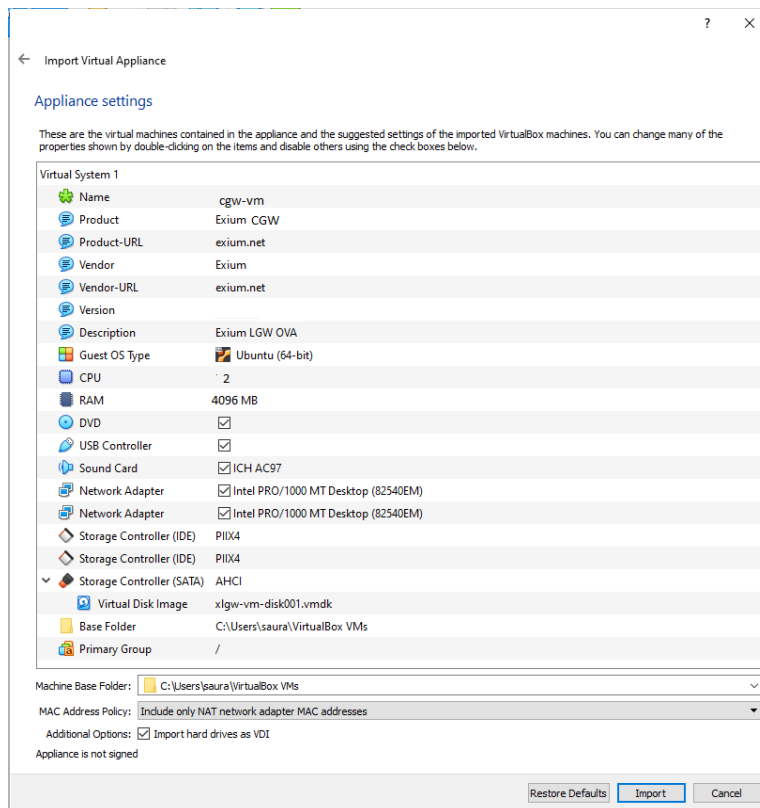 ?
Import Virtual Appliance
Appliance settings
These are the virtual machines contained in the appliance and the suggested settings of the imported VirtualBox machines. You can change many of the
properties shown by double-clicking on the items and disable others using the check boxes below.
Virtual System 1
Name cgw-vm
Product Exium CGW
Product-URL exium.net
Vendor Exium
Vendor-URL exium.net
Version
Description Exium LGW OVA
Guest OS Type Ubuntu (64-bit)
CPU 2
RAM 4096 MB
DVD
USB Controller
Sound Card ICH AC97
Network Adapter Intel PRO/1000 MT Desktop (82540EM)
Network Adapter Intel PRO/1000 MT Desktop (82540EM)
Storage Controller (IDE) PIIX4
Storage Controller (IDE) PIIX4
Storage Controller (SATA) AHCI
Virtual Disk Image xlgw-vm-disk001.vmdk
Base Folder C:\Users\saura\VirtualBox VMs
Primary Group /
Machine Base Folder: C:\Users\saura\VirtualBox VMs
MAC Address Policy: Include only NAT network adapter MAC addresses
Additional Options: Import hard drives as VDI
Appliance is not signed
Restore Defaults Import Cancel